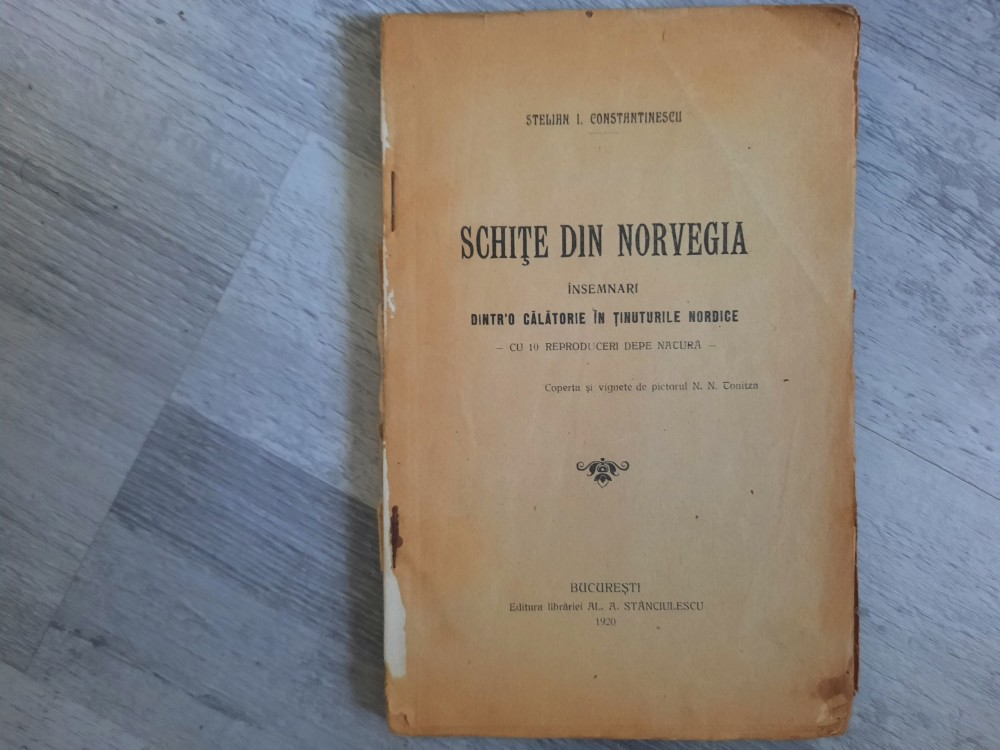 STELIAN I. CONSTANTINESCU
SCHIŢE DIN NORVEGIA
ÎNSEMNARI
DINTR'O CĂLĂTORIE ÎN ŢINUTURILE NORDICE
— CU 10 REPRODUCERI DEPE NATURĂ —
Coperta şi vignete de pictorul N. N. Tonitza
BUCUREŞTI
Editura librăriei AL. A. STĂNCIULESCU
1920